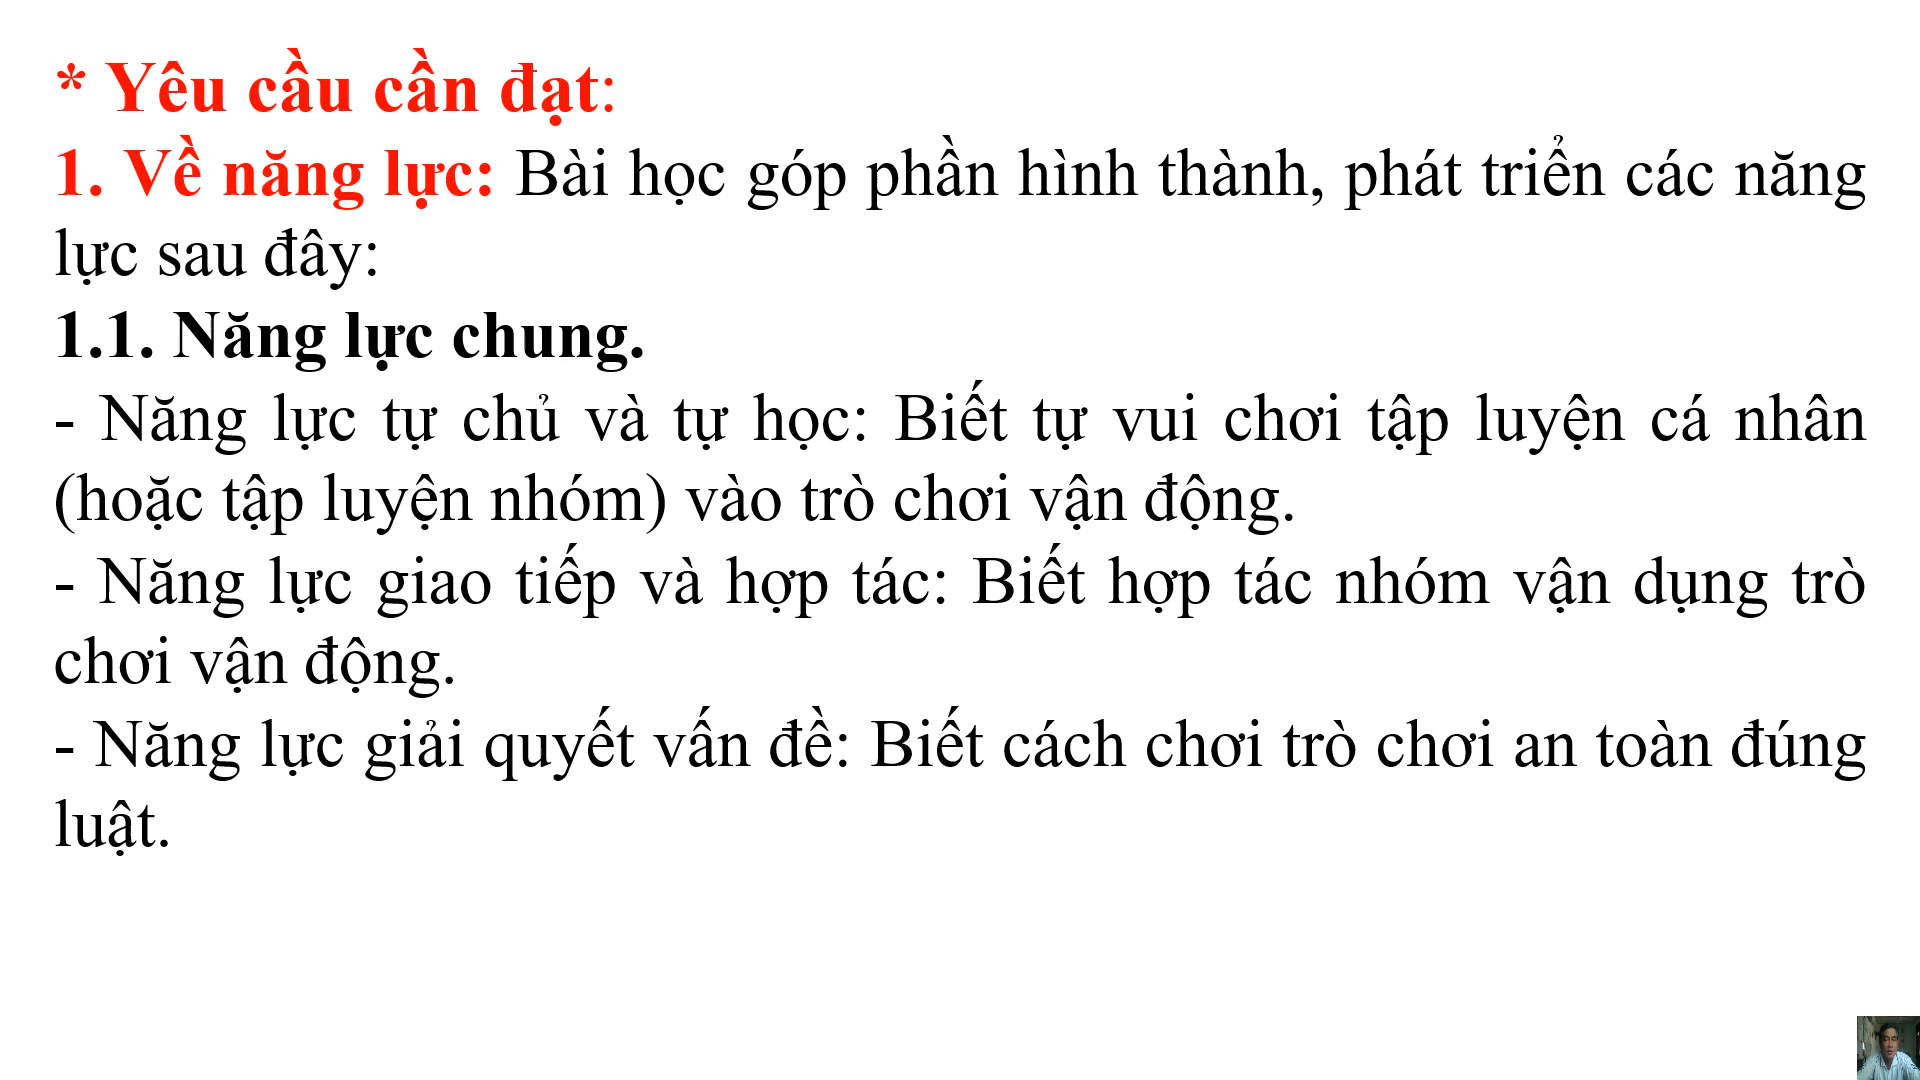 * Yêu cầu cần đạt:
1. Về năng lực: Bài học góp phần hình thành, phát triển các năng
lực sau đây:
1.1. Năng lực chung.
- Năng lực tự chủ và tự học: Biết tự vui chơi tập luyện cá nhân
(hoặc tập luyện nhóm) vào trò chơi vận động.
- Năng lực giao tiếp và hợp tác: Biết hợp tác nhóm vận dụng trò
chơi vận động.
- Năng lực giải quyết vấn đề: Biết cách chơi trò chơi an toàn đúng
luật.